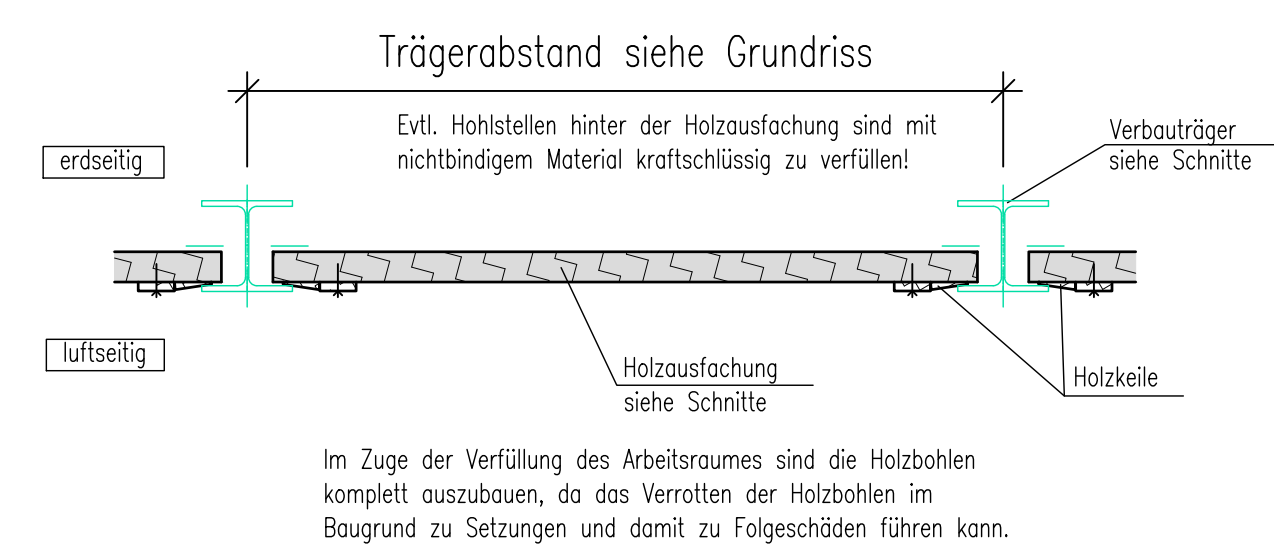 Trägerabstand siehe Grundriss
Evtl. Hohlstellen hinter der Holzausfachung sind mit
nichtbindigem Material kraftschlüssig zu verfüllen!
Verbauträger
siehe Schnitte
erdseitig
luftseitig
Holzausfachung
siehe Schnitte
Holzkeile
Im Zuge der Verfüllung des Arbeitsraumes sind die Holzbohlen
komplett auszubauen, da das Verrotten der Holzbohlen im
Baugrund zu Setzungen und damit zu Folgeschäden führen kann.